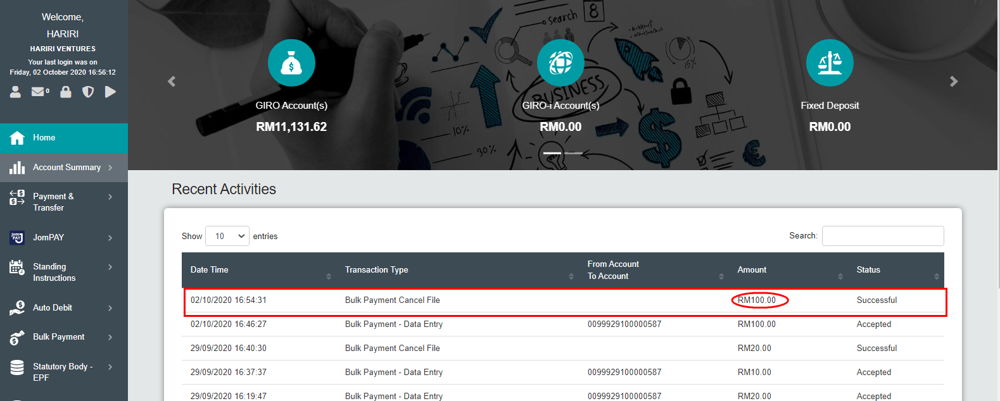 Welcome,
HARIRI
HARIRI VENTURES
Your last login was on
Friday, 02 October 2020 16:56:12
0
Home
Account Summary
Payment &
Transfer
JomPAY
Standing
Instructions
Auto Debit
Bulk Payment
Statutory Body -
EPF
search
8
BUSINESS
15%
10%
30%
GIRO Account(s)
RM11,131.62
GIRO-i Account(s)
RM0.00
Fixed Deposit
RM0.00
Recent Activities
Show 10 entries
Search:
Date Time Transaction Type From Account To Account Amount Status
02/10/2020 16:54:31 Bulk Payment Cancel File RM100.00 Successful
02/10/2020 16:46:27 Bulk Payment - Data Entry 0099929100000587 RM100.00 Accepted
29/09/2020 16:40:30 Bulk Payment Cancel File RM20.00 Successful
29/09/2020 16:37:37 Bulk Payment - Data Entry 0099929100000587 RM10.00 Accepted
29/09/2020 16:19:47 Bulk Payment - Data Entry 0099929100000587 RM20.00 Accepted